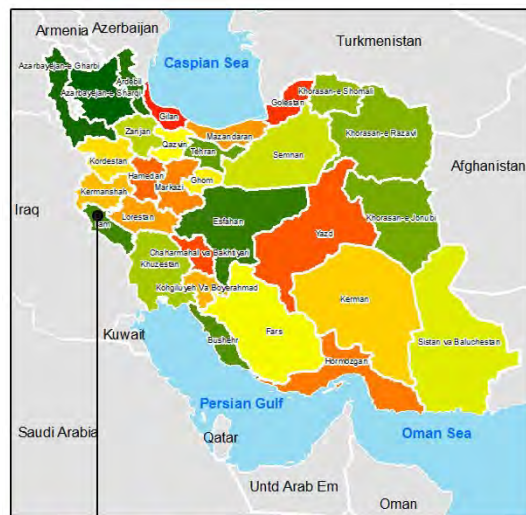 Armenia
Azerbaijan
Turkmenistan
Caspian Sea
Azarbayejan-e Gharbi
Ardebil
Azarbayejan-e Sharqi
Gilan
Golestan
Khorasan-e Shomali
Zanjan
Mazandaran
Khorasan-e Razavi
Qazvin
Tehran
Semnan
Kordestan
Afghanistan
Hamedan
Ghom
Markazi
Kermanshah
Iraq
Lorestan
Khorasan-e Jonubi
Esfahan
Yazd
Chaharmahal va Bakhtiyari
Khuzestan
Kohgiluyeh Va Boyerahmad
Kerman
Kuwait
Fars
Bushehr
Sistan va Baluchestan
Hormozgan
Persian Gulf
Saudi Arabia
Qatar
Oman Sea
Untd Arab Em
Oman